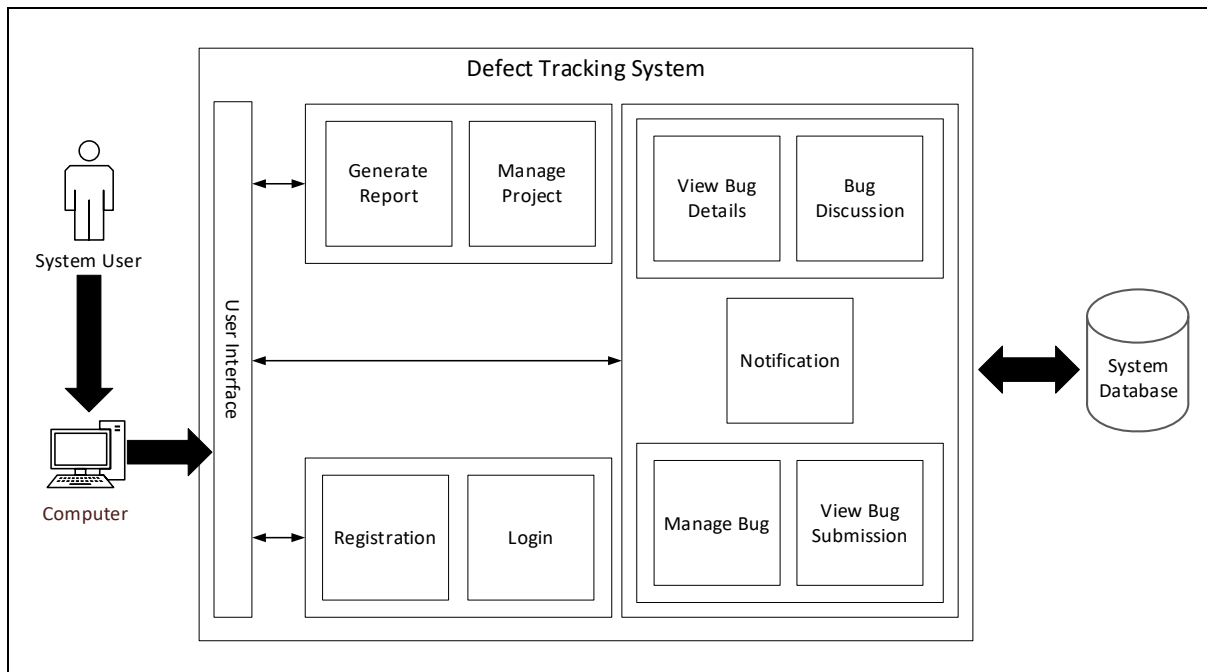 Defect Tracking System
System User
Computer
User Interface
Generate
Report
Manage
Project
Registration
Login
View Bug
Details
Bug
Discussion
Notification
Manage Bug
View Bug
Submission
System
Database